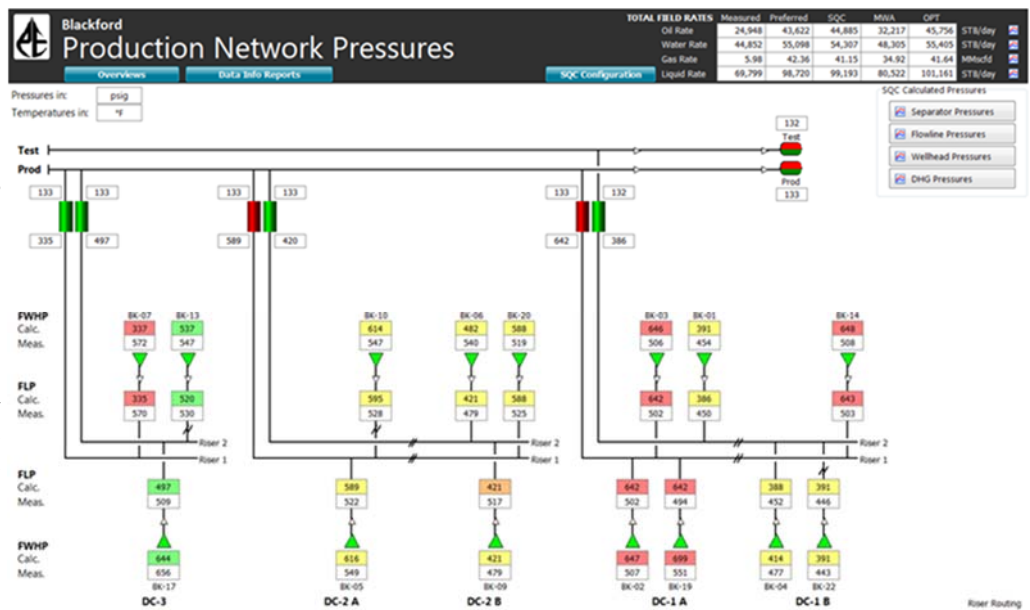 Blackford
Production Network Pressures
Overviews Data Info Reports SQC Configuration
TOTAL FIELD RATES Measured Preferred SQC MWA OPT
Oil Rate 24,948 43,622 44,885 32,217 45,756 STB/day
Water Rate 44,852 55,098 54,307 48,305 55,405 STB/day
Gas Rate 5.98 42.36 41.15 34.92 41.64 MMscfd
Liquid Rate 69,799 98,720 99,193 80,522 101,161 STB/day
Pressures in: psig
Temperatures in: °F
SQC Calculated Pressures
Separator Pressures
Flowline Pressures
Wellhead Pressures
DHG Pressures
132
Test
Test
Prod
Prod
133
133 133 133 133 133 132
335 497 589 420 642 386
FWHP BK-07 BK-13 BK-10 BK-06 BK-20 BK-03 BK-01 BK-14
Calc. 337 537 614 482 588 646 391 648
Meas. 572 547 547 540 519 506 454 508
FLP
Calc. 335 520 595 421 588 642 386 643
Meas. 570 530 528 479 525 502 450 503
Riser 2 Riser 2 Riser 2
Riser 1 Riser 1 Riser 1
FLP
Calc. 497 589 421 642 642 388 391
Meas. 509 522 517 502 494 452 446
FWHP
Calc. 644 616 421 647 699 414 391
Meas. 656 549 479 507 551 477 443
BK-17 BK-05 BK-09 BK-02 BK-19 BK-04 BK-22
DC-3 DC-2 A DC-2 B DC-1 A DC-1 B
Riser Routing